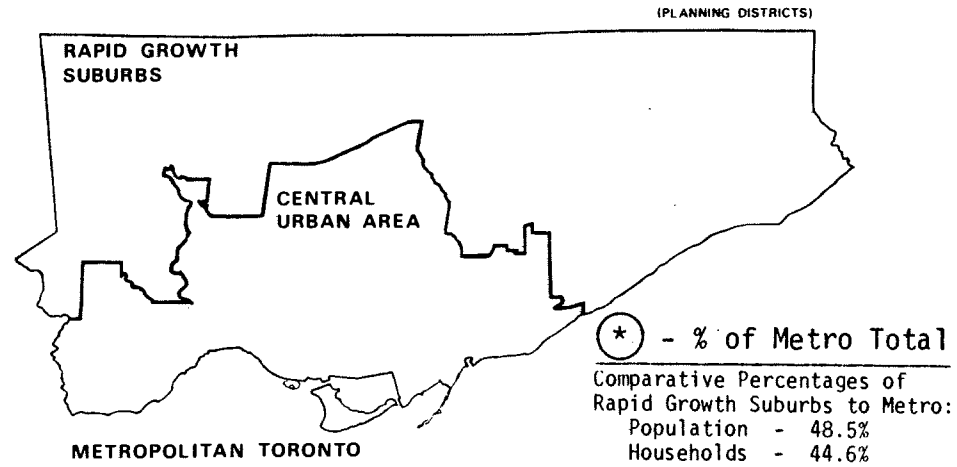 (PLANNING DISTRICTS)
RAPID GROWTH
SUBURBS
CENTRAL
URBAN AREA
* - % of Metro Total
Comparative Percentages of
Rapid Growth Suburbs to Metro:
Population - 48.5%
Households - 44.6%
METROPOLITAN TORONTO